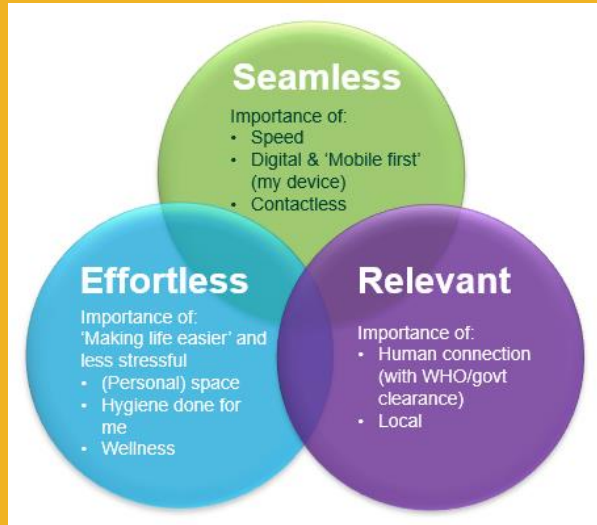 Seamless
Importance of:
• Speed
• Digital & 'Mobile first'
(my device)
• Contactless
Effortless
Importance of:
'Making life easier' and
less stressful
• (Personal) space
• Hygiene done for
me
• Wellness
Relevant
Importance of:
• Human connection
(with WHO/govt
clearance)
• Local